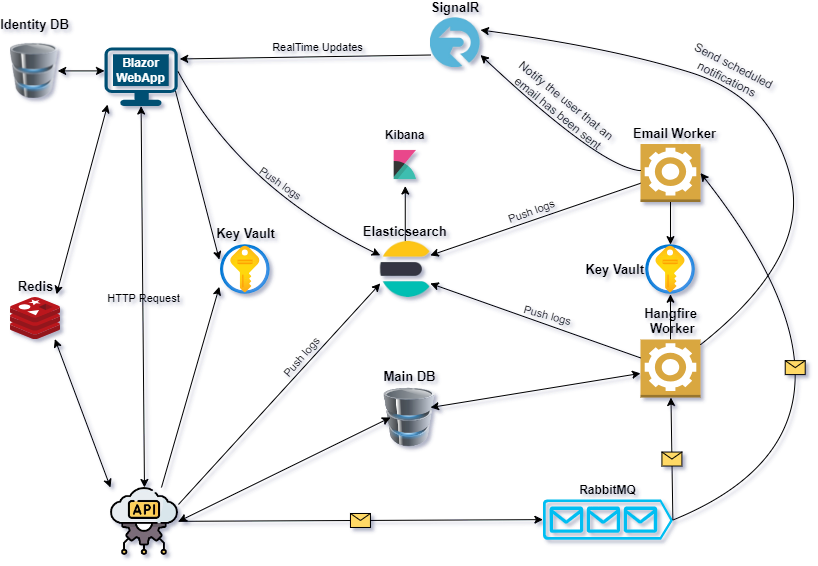 SignalR
Identity DB
RealTime Updates
Blazor
WebApp
Send scheduled
notifications
Notify the user that an
email has been sent
Email Worker
Kibana
Push logs
Push logs
Elasticsearch
Key Vault
Key Vault
Redis
HTTP Request
Hangfire
Worker
Push logs
Push logs
Main DB
RabbitMQ
API